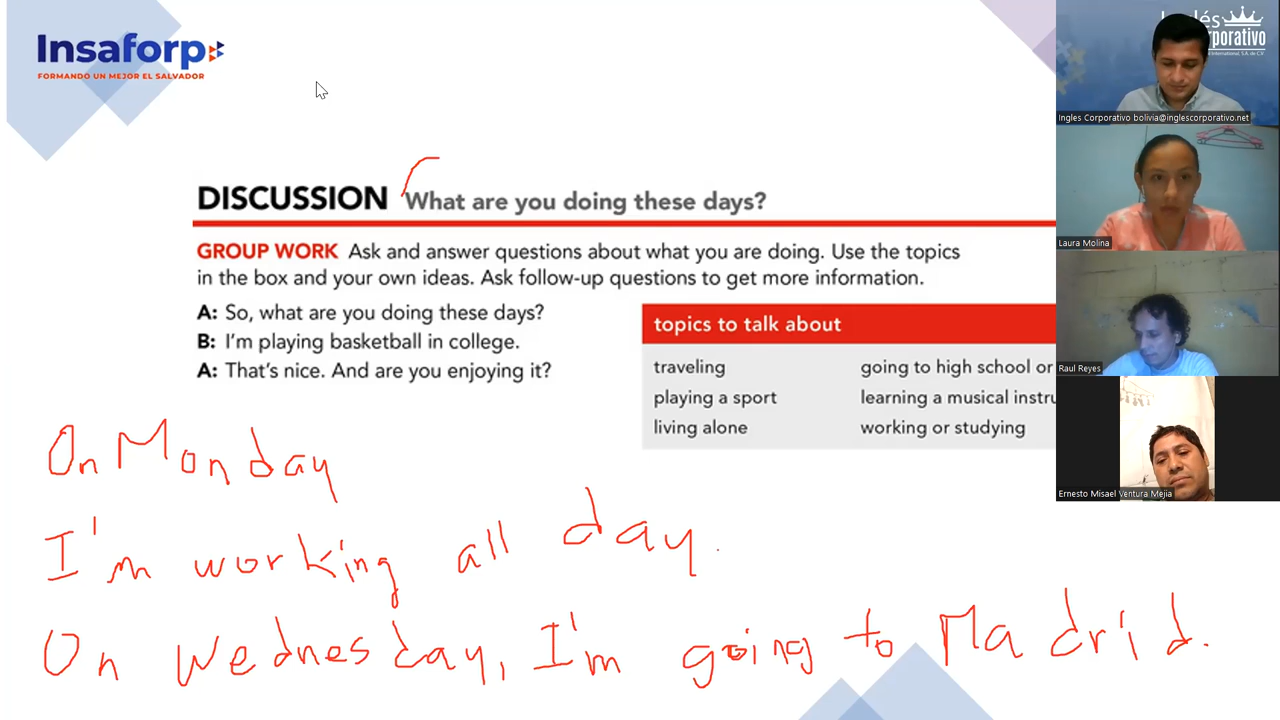 Insaforp
FORMANDO UN MEJOR EL SALVADOR
DISCUSSION What are you doing these days?
GROUP WORK Ask and answer questions about what you are doing. Use the topics
in the box and your own ideas. Ask follow-up questions to get more information.
A: So, what are you doing these days?
B: I'm playing basketball in college.
A: That's nice. And are you enjoying it?
topics to talk about
traveling
playing a sport
living alone
going to high school or
learning a musical instru
working or studying
On Monday
I'm working all day.
On Wednesday, I'm going to Madrid.
Ingles Corporativo bolivia@inglescorporativo.net
Laura Molina
Raul Reyes
Ernesto Misael Ventura Mejia